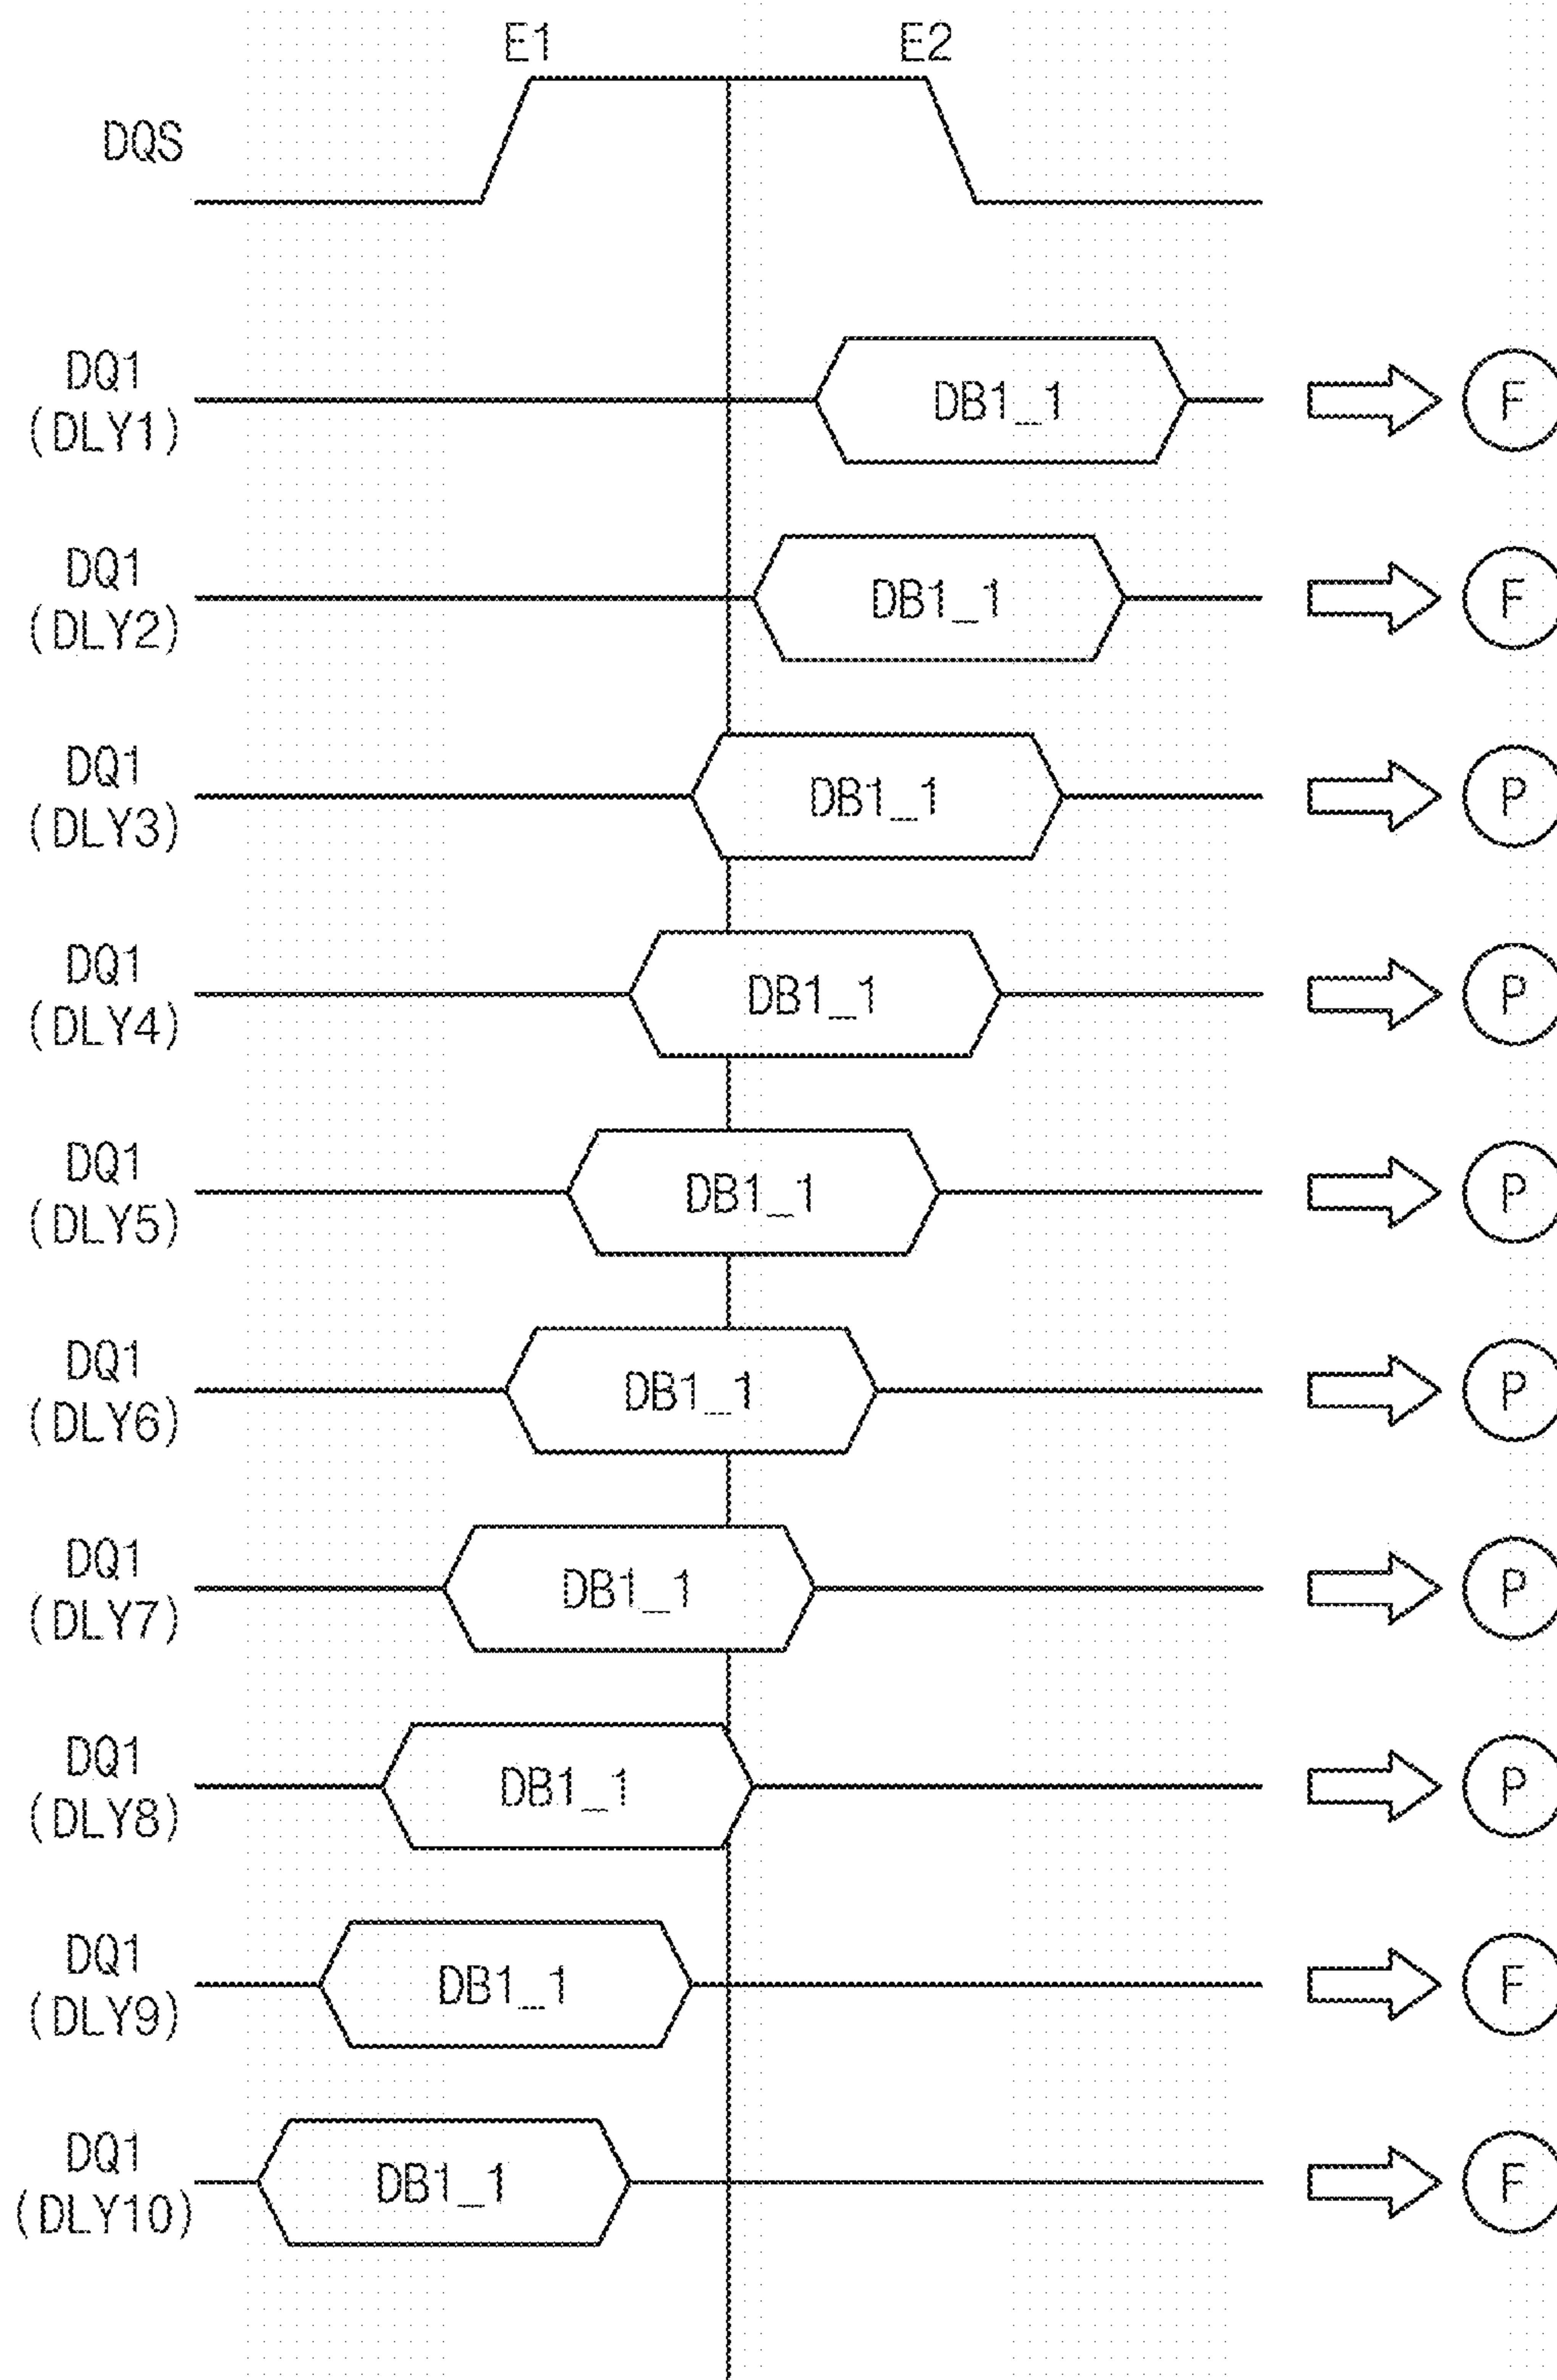 E1 E2
DQS
DQ1
(DLY1) DB1_1 F
DQ1
(DLY2) DB1_1 F
DQ1
(DLY3) DB1_1 P
DQ1
(DLY4) DB1_1 P
DQ1
(DLY5) DB1_1 P
DQ1
(DLY6) DB1_1 P
DQ1
(DLY7) DB1_1 P
DQ1
(DLY8) DB1_1 P
DQ1
(DLY9) DB1_1 F
DQ1
(DLY10) DB1_1 F